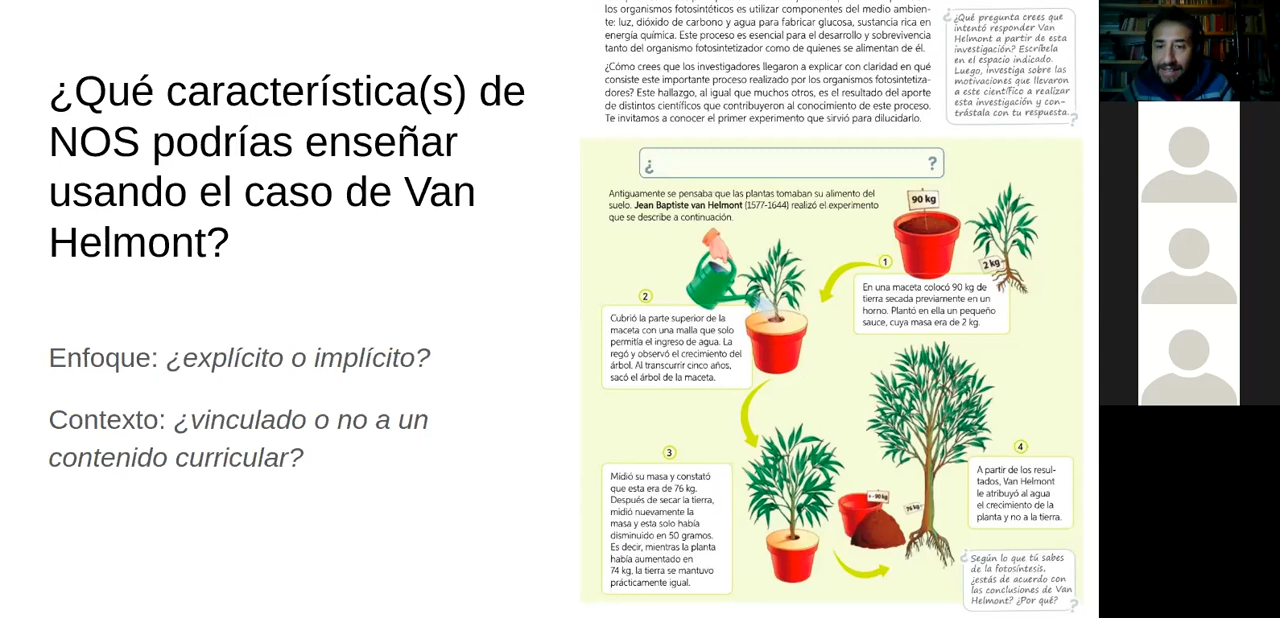 ¿Qué característica(s) de
NOS podrías enseñar
usando el caso de Van
Helmont?
Enfoque: ¿explícito o implícito?
Contexto: ¿vinculado o no a un
contenido curricular?
los organismos fotosintéticos es utilizar componentes del medio ambien-
te: luz, dióxido de carbono y agua para fabricar glucosa, sustancia rica en
energía química. Este proceso es esencial para el desarrollo y sobrevivencia
tanto del organismo fotosintetizador como de quienes se alimentan de él.
¿Cómo crees que los investigadores llegaron a explicar con claridad en qué
consiste este importante proceso realizado por los organismos fotosintetiza-
dores? Este hallazgo, al igual que muchos otros, es el resultado del aporte
de distintos científicos que contribuyeron al conocimiento de este proceso.
Te invitamos a conocer el primer experimento que sirvió para dilucidarlo.
¿Qué pregunta crees que
intentó responder Van
Helmont a partir de esta
investigación? Escríbela
en el espacio indicado.
Luego, investiga sobre las
motivaciones que llevaron
a este científico a realizar
esta investigación y con-
trástala con tu respuesta.
?
¿ ?
Antiguamente se pensaba que las plantas tomaban su alimento del
suelo. Jean Baptiste van Helmont (1577-1644) realizó el experimento
que se describe a continuación.
90 kg
2 kg
1
En una maceta colocó 90 kg de
tierra secada previamente en un
horno. Plantó en ella un pequeño
sauce, cuya masa era de 2 kg.
2
Cubrió la parte superior de la
maceta con una malla que solo
permitía el ingreso de agua. La
regó y observó el crecimiento del
árbol. Al transcurrir cinco años,
sacó el árbol de la maceta.
3
Midió su masa y constató
que esta era de 76 kg.
Después de secar la tierra,
midió nuevamente la
masa y esta solo había
disminuido en 50 gramos.
Es decir, mientras la planta
había aumentado en
74 kg, la tierra se mantuvo
prácticamente igual.
90 kg
76 kg
4
A partir de los resul-
tados, Van Helmont
le atribuyó al agua
el crecimiento de la
planta y no a la tierra.
¿ Según lo que tú sabes
de la fotosíntesis,
¿estás de acuerdo con
las conclusiones de Van
Helmont? ¿Por qué?
?